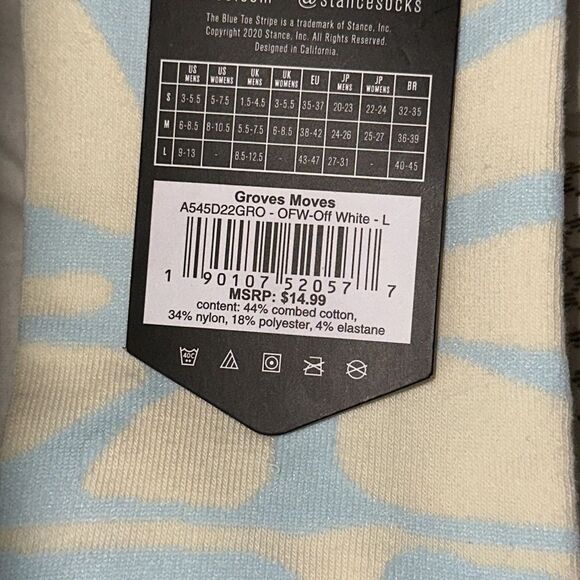 @stancesocks
The Blue Toe Stripe is a trademark of Stance, Inc.
Copyright 2020 Stance, Inc. All Rights Reserved.
Designed in California.
US MENS US WOMENS UK MENS UK WOMENS EU JP MENS JP WOMENS BR
S 3-5.5 5-7.5 1.5-4.5 3-5.5 35-37 20-23 22-24 32-35
M 6-8.5 8-10.5 5.5-7.5 6-8.5 38-42 24-26 25-27 36-39
L 9-13 - 8.5-12.5 - 43-47 27-31 - 40-45
Groves Moves
A545D22GRO - OFW-Off White - L
1 90107 52057 7
MSRP: $14.99
content: 44% combed cotton,
34% nylon, 18% polyester, 4% elastane
40C